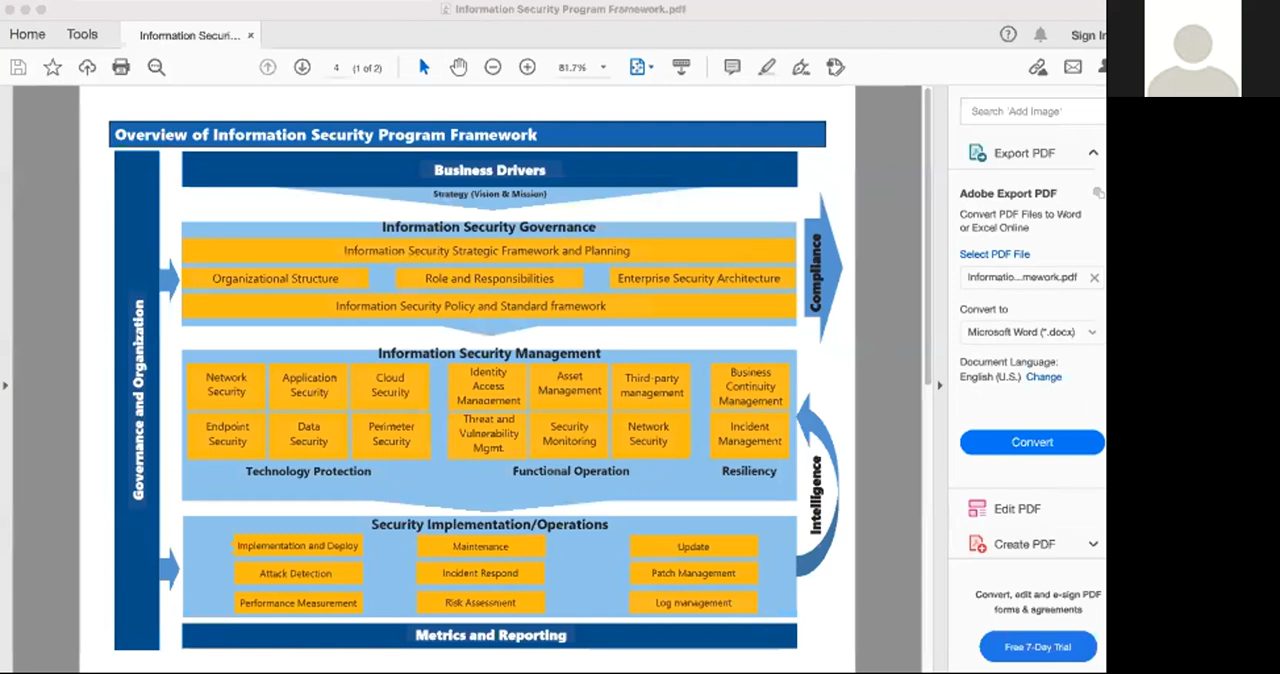 Information Security Program Framework.pdf
Home Tools Information Securi... × Sign In
4 (1 of 2) 81.7%
Search 'Add Image'
Export PDF
Adobe Export PDF
Convert PDF Files to Word
or Excel Online
Select PDF File
Informatio...mework.pdf
Convert to
Microsoft Word (*.docx)
Document Language:
English (U.S.) Change
Convert
Edit PDF
Create PDF
Convert, edit and e-sign PDF
forms & agreements
Free 7-Day Trial
Overview of Information Security Program Framework
Governance and Organization
Business Drivers
Strategy (Vision & Mission)
Information Security Governance
Information Security Strategic Framework and Planning
Organizational Structure
Role and Responsibilities
Enterprise Security Architecture
Information Security Policy and Standard framework
Compliance
Information Security Management
Network
Security
Application
Security
Cloud
Security
Endpoint
Security
Data
Security
Perimeter
Security
Technology Protection
Identity
Access
Management
Asset
Management
Third-party
management
Threat and
Vulnerability
Mgmt.
Security
Monitoring
Network
Security
Functional Operation
Business
Continuity
Management
Incident
Management
Resiliency
Intelligence
Security Implementation/Operations
Implementation and Deploy
Maintenance
Update
Attack Detection
Incident Respond
Patch Management
Performance Measurement
Risk Assessment
Log management
Metrics and Reporting